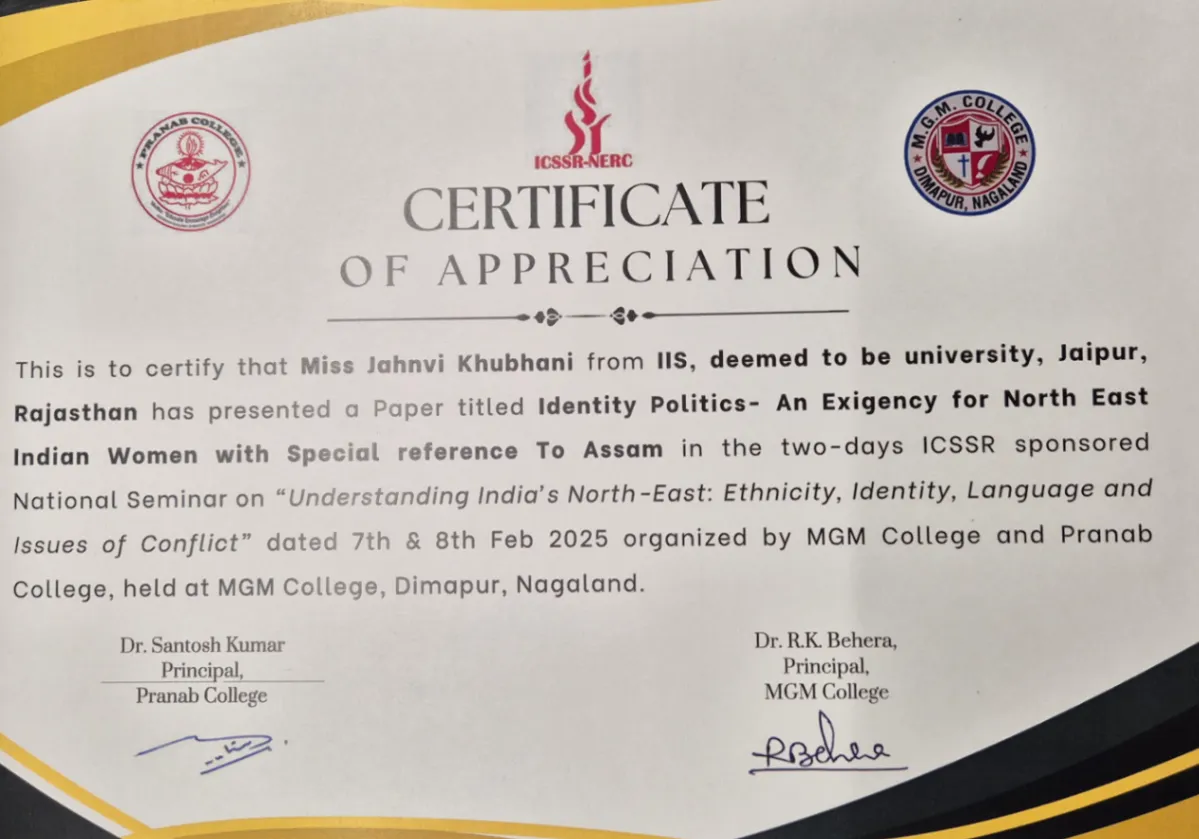 PRANAB COLLEGE
ICSSR-NERC
M.G.M. COLLEGE
DIMAPUR, NAGALAND
CERTIFICATE
OF APPRECIATION
This is to certify that Miss Jahnvi Khubhani from IIS, deemed to be university, Jaipur,
Rajasthan has presented a Paper titled Identity Politics- An Exigency for North East
Indian Women with Special reference To Assam in the two-days ICSSR sponsored
National Seminar on “Understanding India’s North-East: Ethnicity, Identity, Language and
Issues of Conflict” dated 7th & 8th Feb 2025 organized by MGM College and Pranab
College, held at MGM College, Dimapur, Nagaland.
Dr. Santosh Kumar
Principal,
Pranab College
Dr. R.K. Behera,
Principal,
MGM College
RBehera